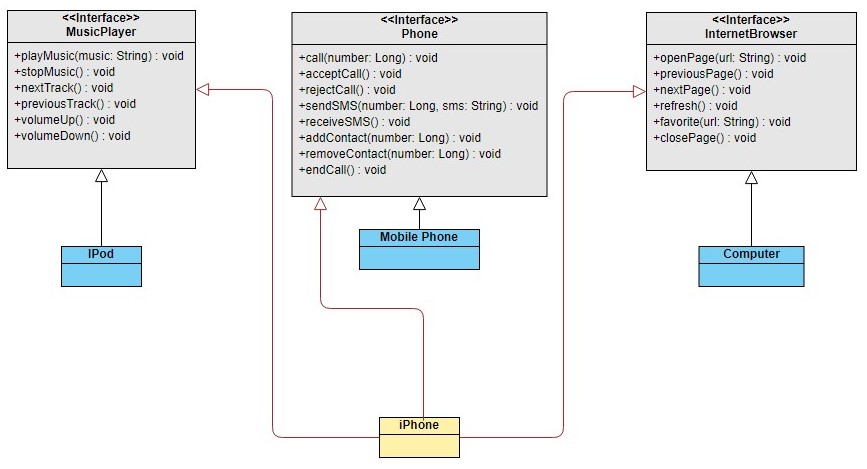 <<Interface>>
MusicPlayer
+playMusic(music: String) : void
+stopMusic() : void
+nextTrack() : void
+previousTrack() : void
+volumeUp() : void
+volumeDown() : void
<<Interface>>
Phone
+call(number: Long) : void
+acceptCall() : void
+rejectCall() : void
+sendSMS(number: Long, sms: String) : void
+receiveSMS() : void
+addContact(number: Long) : void
+removeContact(number: Long) : void
+endCall() : void
<<Interface>>
InternetBrowser
+openPage(url: String) : void
+previousPage() : void
+nextPage() : void
+refresh() : void
+favorite(url: String) : void
+closePage() : void
IPod
Mobile Phone
Computer
iPhone